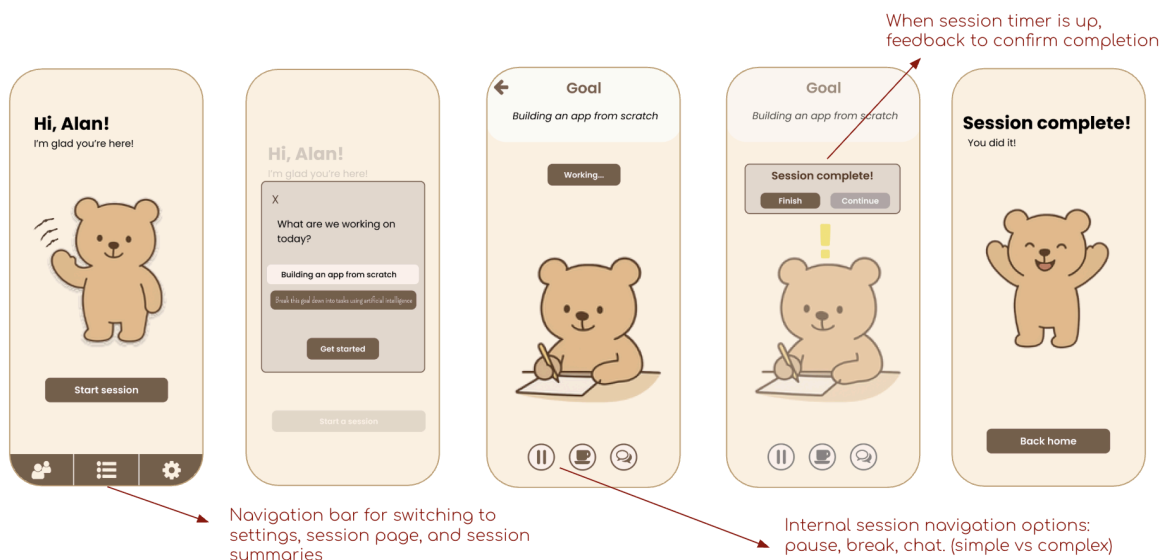 When session timer is up,
feedback to confirm completion
Hi, Alan!
I'm glad you're here!
Start session
Hi, Alan!
I'm glad you're here!
X
What are we working on
today?
Building an app from scratch
Break this goal down into tasks using artificial intelligence
Get started
Start a session
Goal
Building an app from scratch
Working...
Goal
Building an app from scratch
Session complete!
Finish
Continue
Session complete!
You did it!
Back home
Navigation bar for switching to
settings, session page, and session
summaries
Internal session navigation options:
pause, break, chat. (simple vs complex)